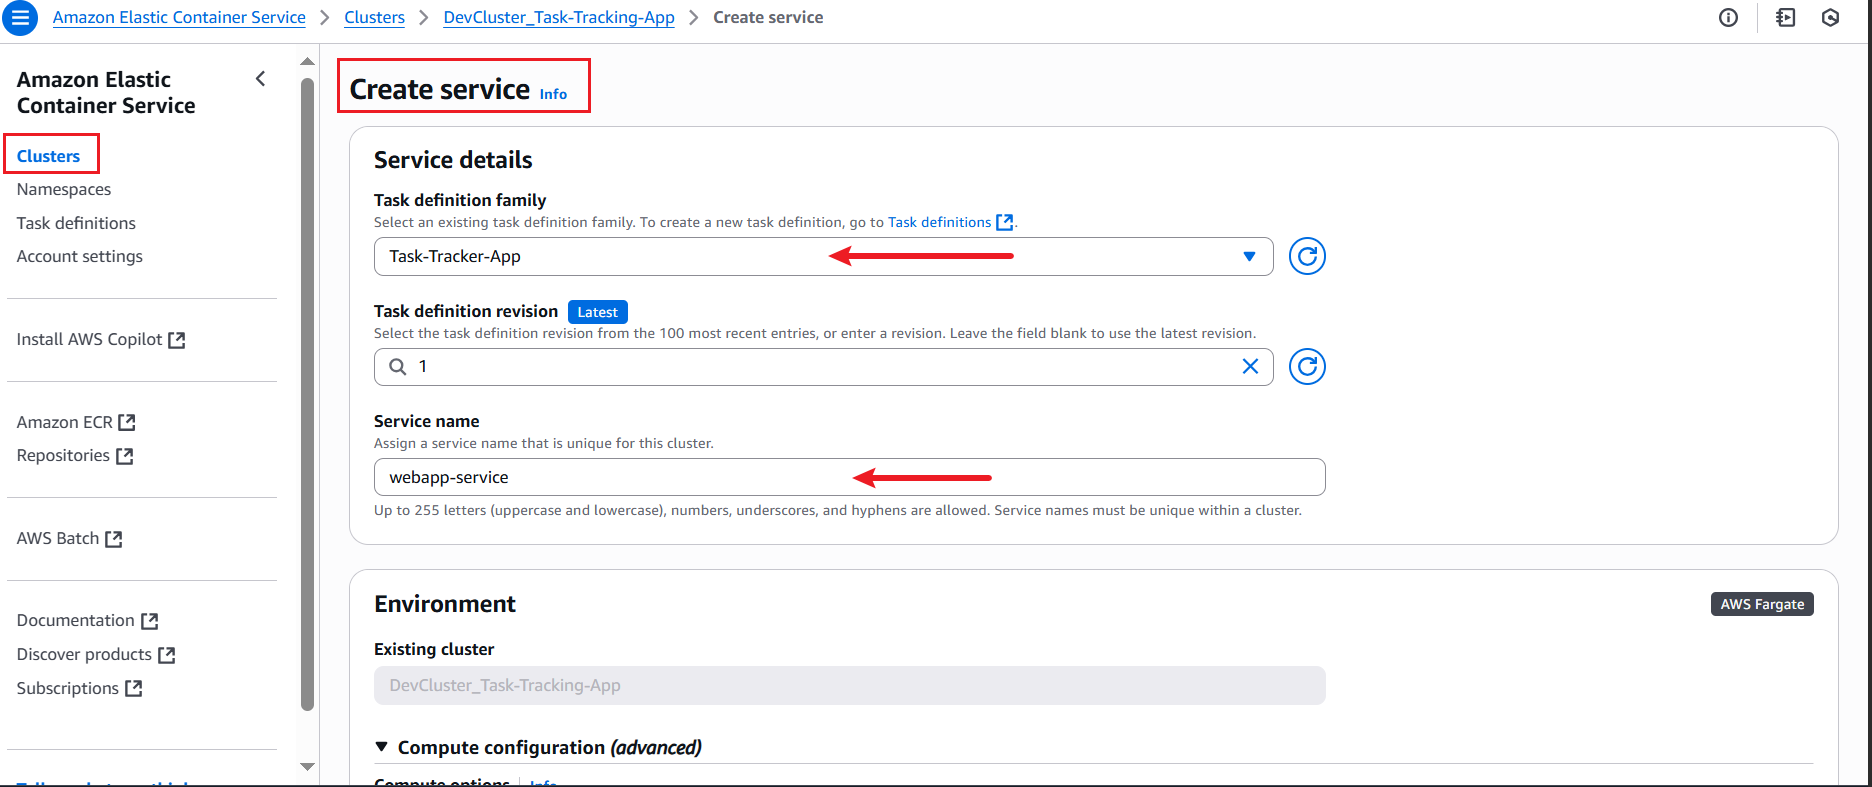 Amazon Elastic Container Service > Clusters > DevCluster_Task-Tracking-App > Create service
Amazon Elastic
Container Service
Clusters
Namespaces
Task definitions
Account settings
Install AWS Copilot
Amazon ECR
Repositories
AWS Batch
Documentation
Discover products
Subscriptions
Create service Info
Service details
Task definition family
Select an existing task definition family. To create a new task definition, go to Task definitions.
Task-Tracker-App
Task definition revision Latest
Select the task definition revision from the 100 most recent entries, or enter a revision. Leave the field blank to use the latest revision.
1
Service name
Assign a service name that is unique for this cluster.
webapp-service
Up to 255 letters (uppercase and lowercase), numbers, underscores, and hyphens are allowed. Service names must be unique within a cluster.
Environment AWS Fargate
Existing cluster
DevCluster_Task-Tracking-App
Compute configuration (advanced)
Compute options Info